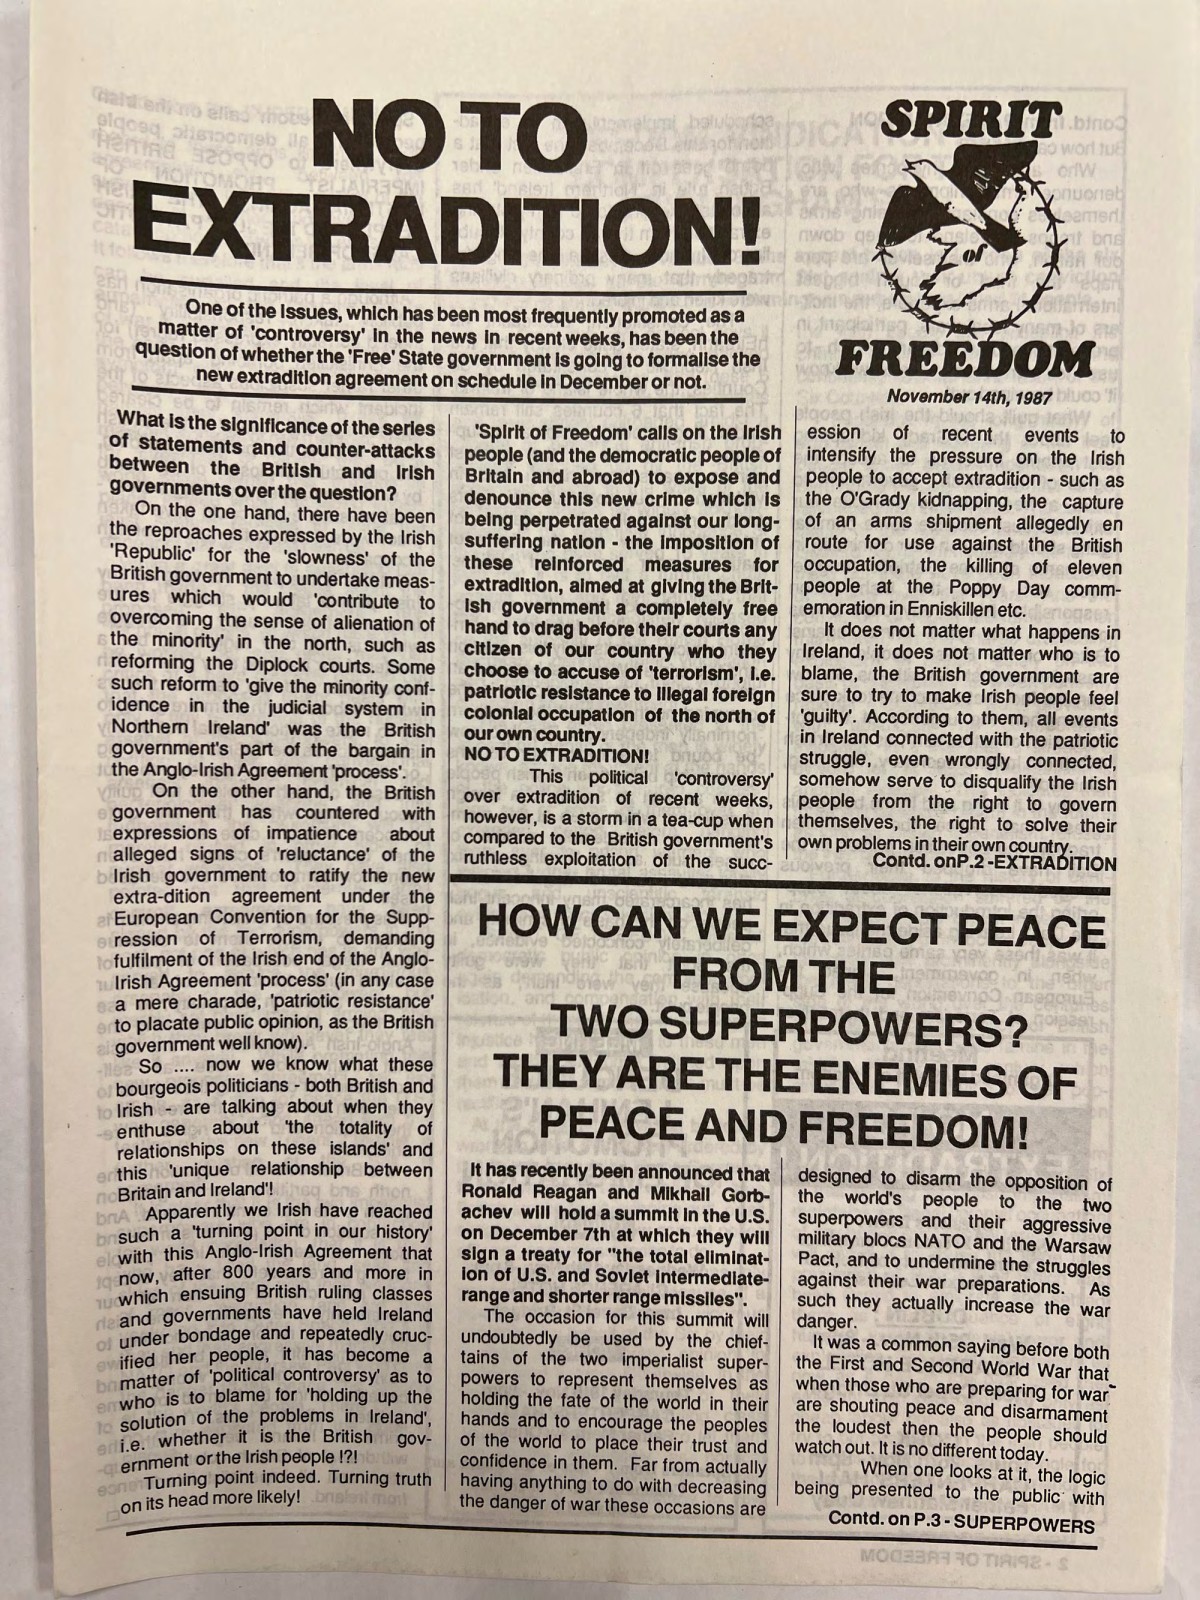 NO TO
EXTRADITION!
SPIRIT
of
FREEDOM
November 14th, 1987
One of the issues, which has been most frequently promoted as a
matter of 'controversy' in the news in recent weeks, has been the
question of whether the 'Free' State government is going to formalise the
new extradition agreement on schedule in December or not.
What is the significance of the series
of statements and counter-attacks
between the British and Irish
governments over the question?
On the one hand, there have been
the reproaches expressed by the Irish
'Republic' for the 'slowness' of the
British government to undertake meas-
ures which would 'contribute to
overcoming the sense of alienation of
the minority' in the north, such as
reforming the Diplock courts. Some
such reform to 'give the minority conf-
idence in the judicial system in
Northern Ireland' was the British
government's part of the bargain in
the Anglo-Irish Agreement 'process'.
On the other hand, the British
government has countered with
expressions of impatience about
alleged signs of 'reluctance' of the
Irish government to ratify the new
extra-dition agreement under the
European Convention for the Supp-
ression of Terrorism, demanding
fulfilment of the Irish end of the Anglo-
Irish Agreement 'process' (in any case
a mere charade, 'patriotic resistance'
to placate public opinion, as the British
government well know).
So .... now we know what these
bourgeois politicians - both British and
Irish - are talking about when they
enthuse about 'the totality of
relationships on these islands' and
this 'unique relationship between
Britain and Ireland'!
Apparently we Irish have reached
such a 'turning point in our history'
with this Anglo-Irish Agreement that
now, after 800 years and more in
which ensuing British ruling classes
and governments have held Ireland
under bondage and repeatedly cruc-
ified her people, it has become a
matter of 'political controversy' as to
who is to blame for 'holding up the
solution of the problems in Ireland',
i.e. whether it is the British gov-
ernment or the Irish people !?!
Turning point indeed. Turning truth
on its head more likely!
'Spirit of Freedom' calls on the Irish
people (and the democratic people of
Britain and abroad) to expose and
denounce this new crime which is
being perpetrated against our long-
suffering nation - the imposition of
these reinforced measures for
extradition, aimed at giving the Brit-
ish government a completely free
hand to drag before their courts any
citizen of our country who they
choose to accuse of 'terrorism', i.e.
patriotic resistance to illegal foreign
colonial occupation of the north of
our own country.
NO TO EXTRADITION!
This political 'controversy'
over extradition of recent weeks,
however, is a storm in a tea-cup when
compared to the British government's
ruthless exploitation of the succ-
ession of recent events to
intensify the pressure on the Irish
people to accept extradition - such as
the O'Grady kidnapping, the capture
of an arms shipment allegedly en
route for use against the British
occupation, the killing of eleven
people at the Poppy Day comm-
emoration in Enniskillen etc.
It does not matter what happens in
Ireland, it does not matter who is to
blame, the British government are
sure to try to make Irish people feel
'guilty'. According to them, all events
in Ireland connected with the patriotic
struggle, even wrongly connected,
somehow serve to disqualify the Irish
people from the right to govern
themselves, the right to solve their
own problems in their own country.
Contd. onP.2 -EXTRADITION
HOW CAN WE EXPECT PEACE
FROM THE
TWO SUPERPOWERS?
THEY ARE THE ENEMIES OF
PEACE AND FREEDOM!
It has recently been announced that
Ronald Reagan and Mikhail Gorb-
achev will hold a summit in the U.S.
on December 7th at which they will
sign a treaty for "the total eliminat-
ion of U.S. and Soviet intermediate-
range and shorter range missiles".
The occasion for this summit will
undoubtedly be used by the chief-
tains of the two imperialist super-
powers to represent themselves as
holding the fate of the world in their
hands and to encourage the peoples
of the world to place their trust and
confidence in them. Far from actually
having anything to do with decreasing
the danger of war these occasions are
designed to disarm the opposition of
the world's people to the two
superpowers and their aggressive
military blocs NATO and the Warsaw
Pact, and to undermine the struggles
against their war preparations. As
such they actually increase the war
danger.
It was a common saying before both
the First and Second World War that
when those who are preparing for war
are shouting peace and disarmament
the loudest then the people should
watch out. It is no different today.
When one looks at it, the logic
being presented to the public with
Contd. on P.3 - SUPERPOWERS